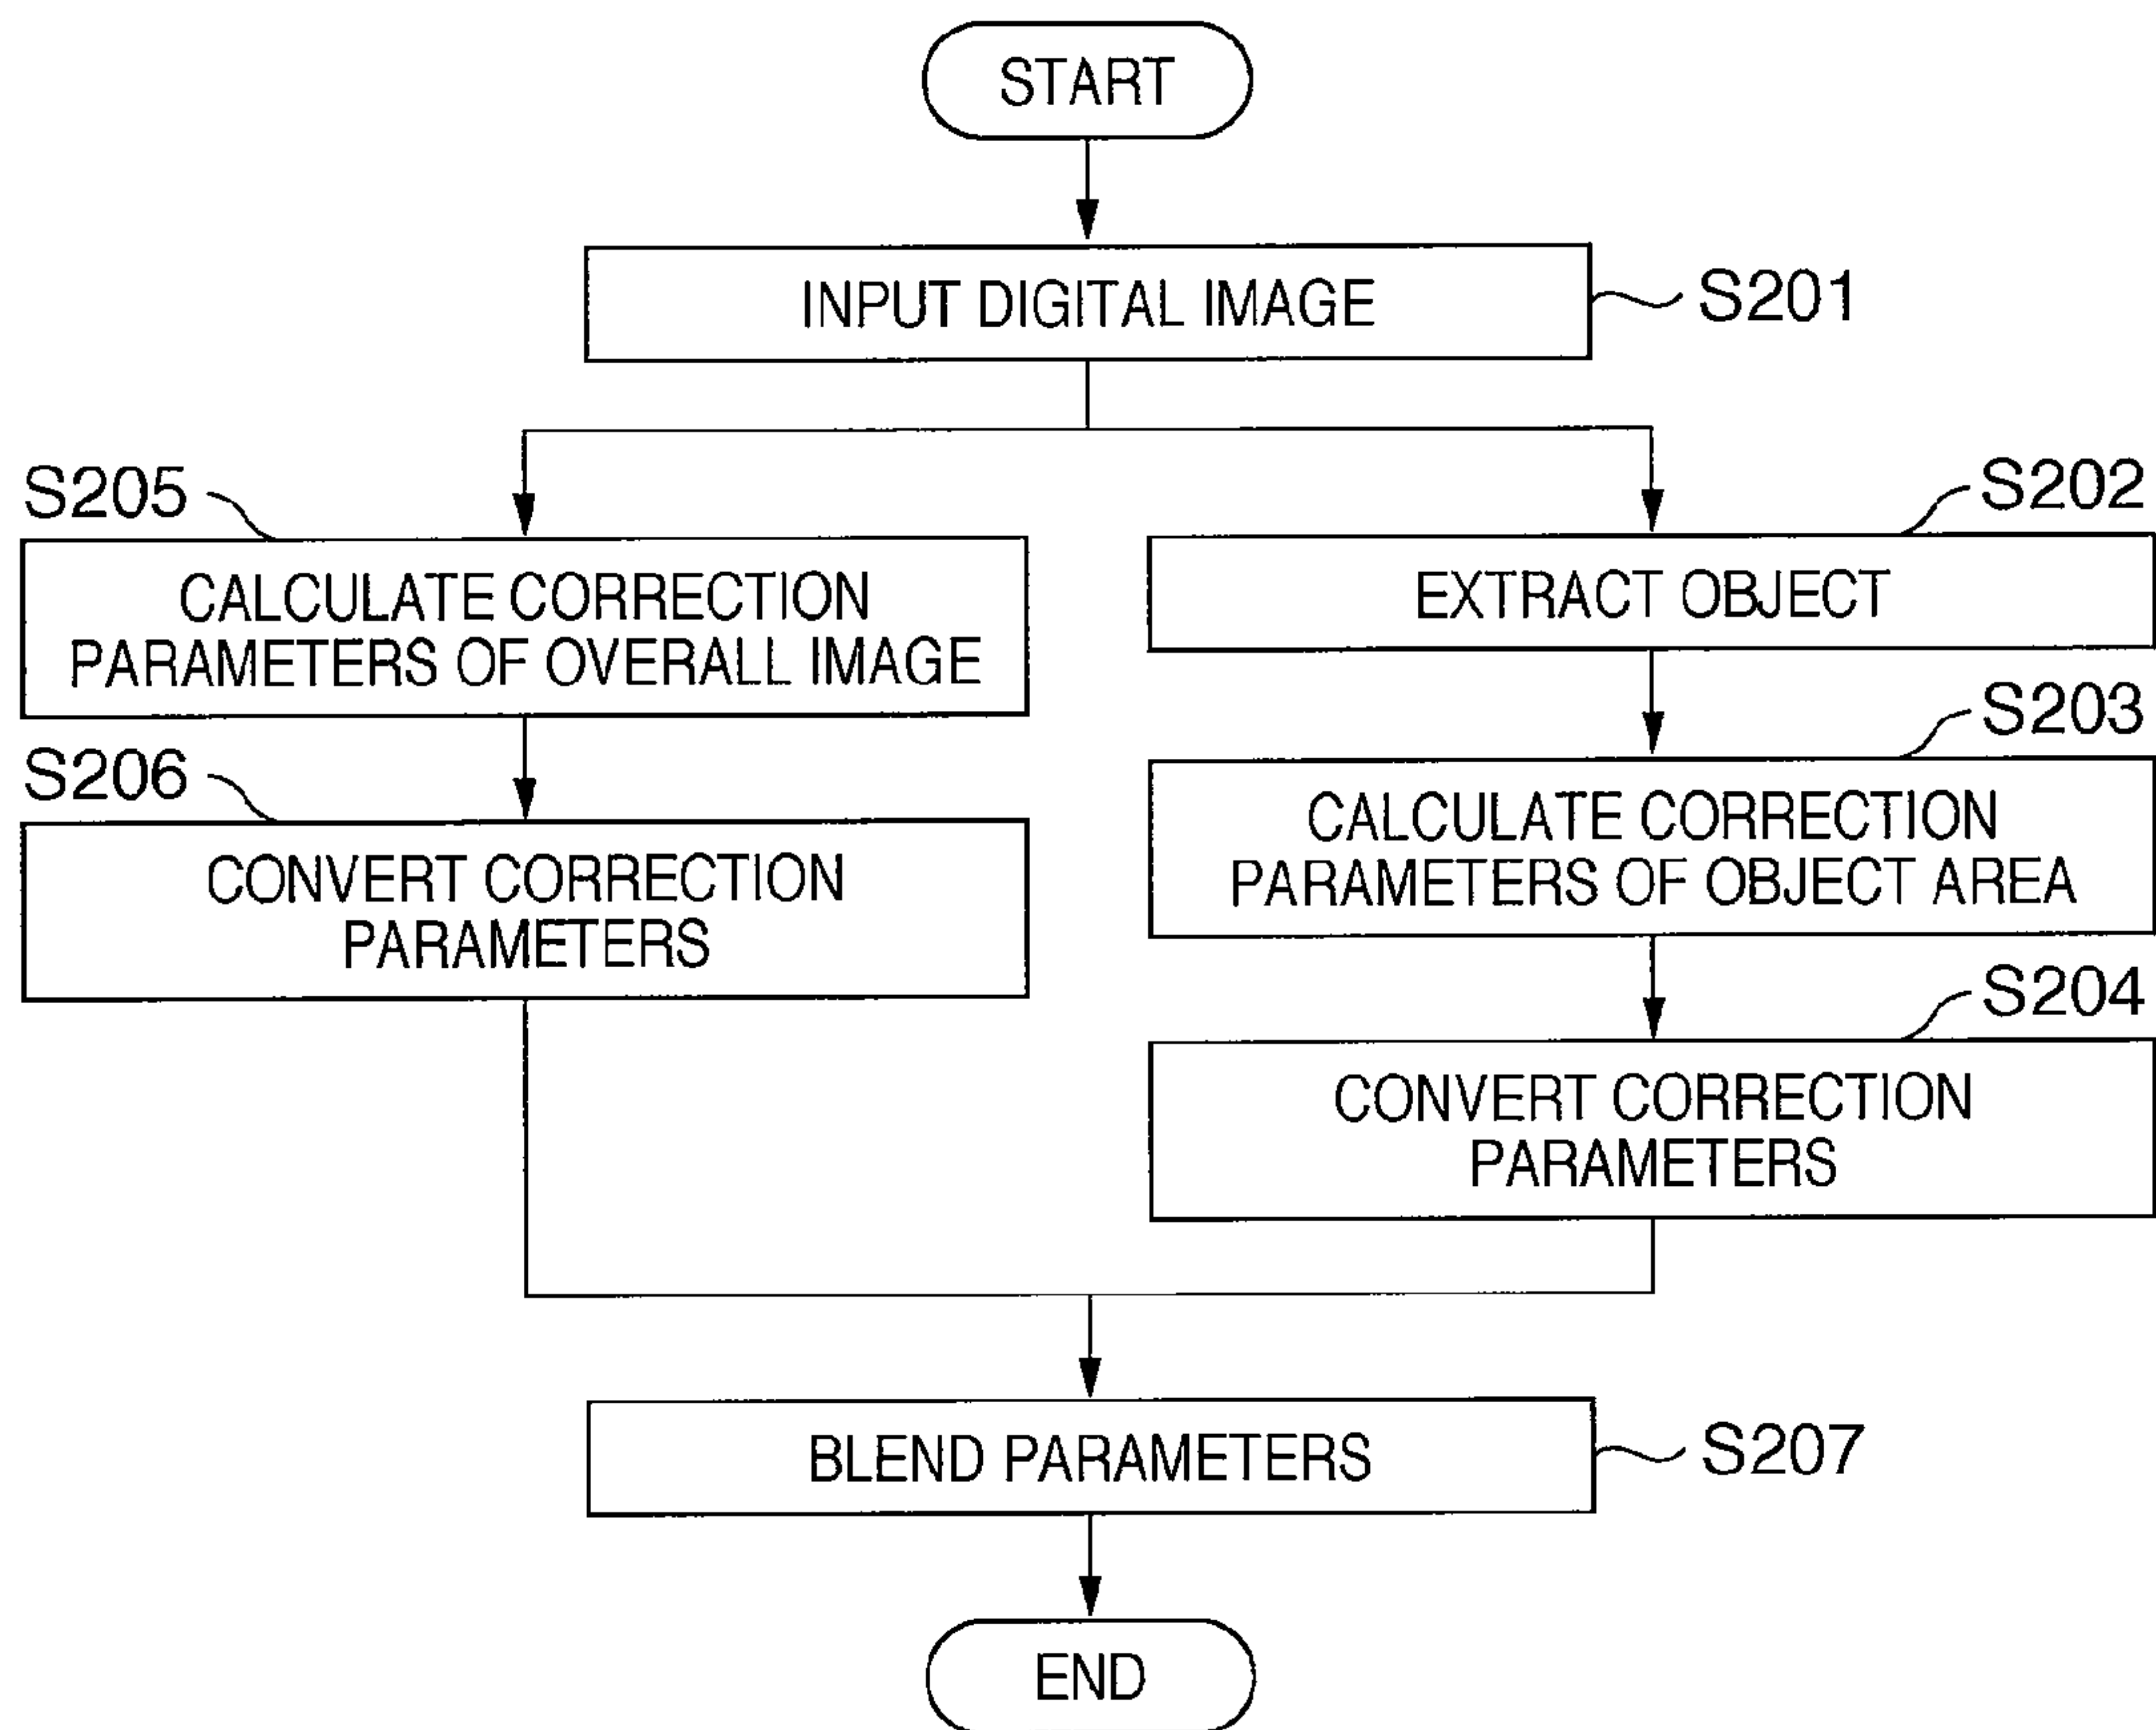 START
INPUT DIGITAL IMAGE
S201
S205
CALCULATE CORRECTION
PARAMETERS OF OVERALL IMAGE
S206
CONVERT CORRECTION
PARAMETERS
S202
EXTRACT OBJECT
S203
CALCULATE CORRECTION
PARAMETERS OF OBJECT AREA
S204
CONVERT CORRECTION
PARAMETERS
BLEND PARAMETERS
S207
END